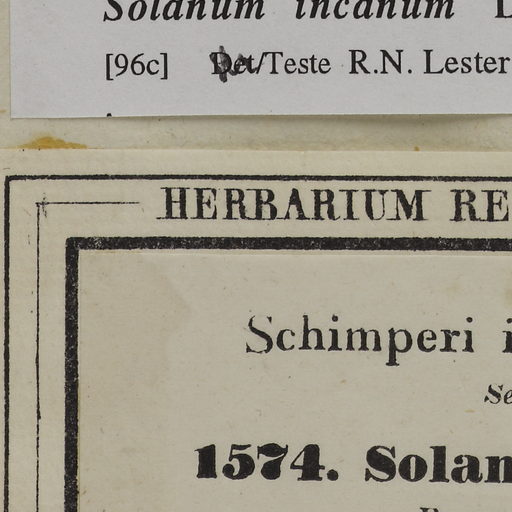 Solanum incanum
[96c] Det/Teste R.N. Lester
HERBARIUM RE
Schimperi i
Se
1574. Solan